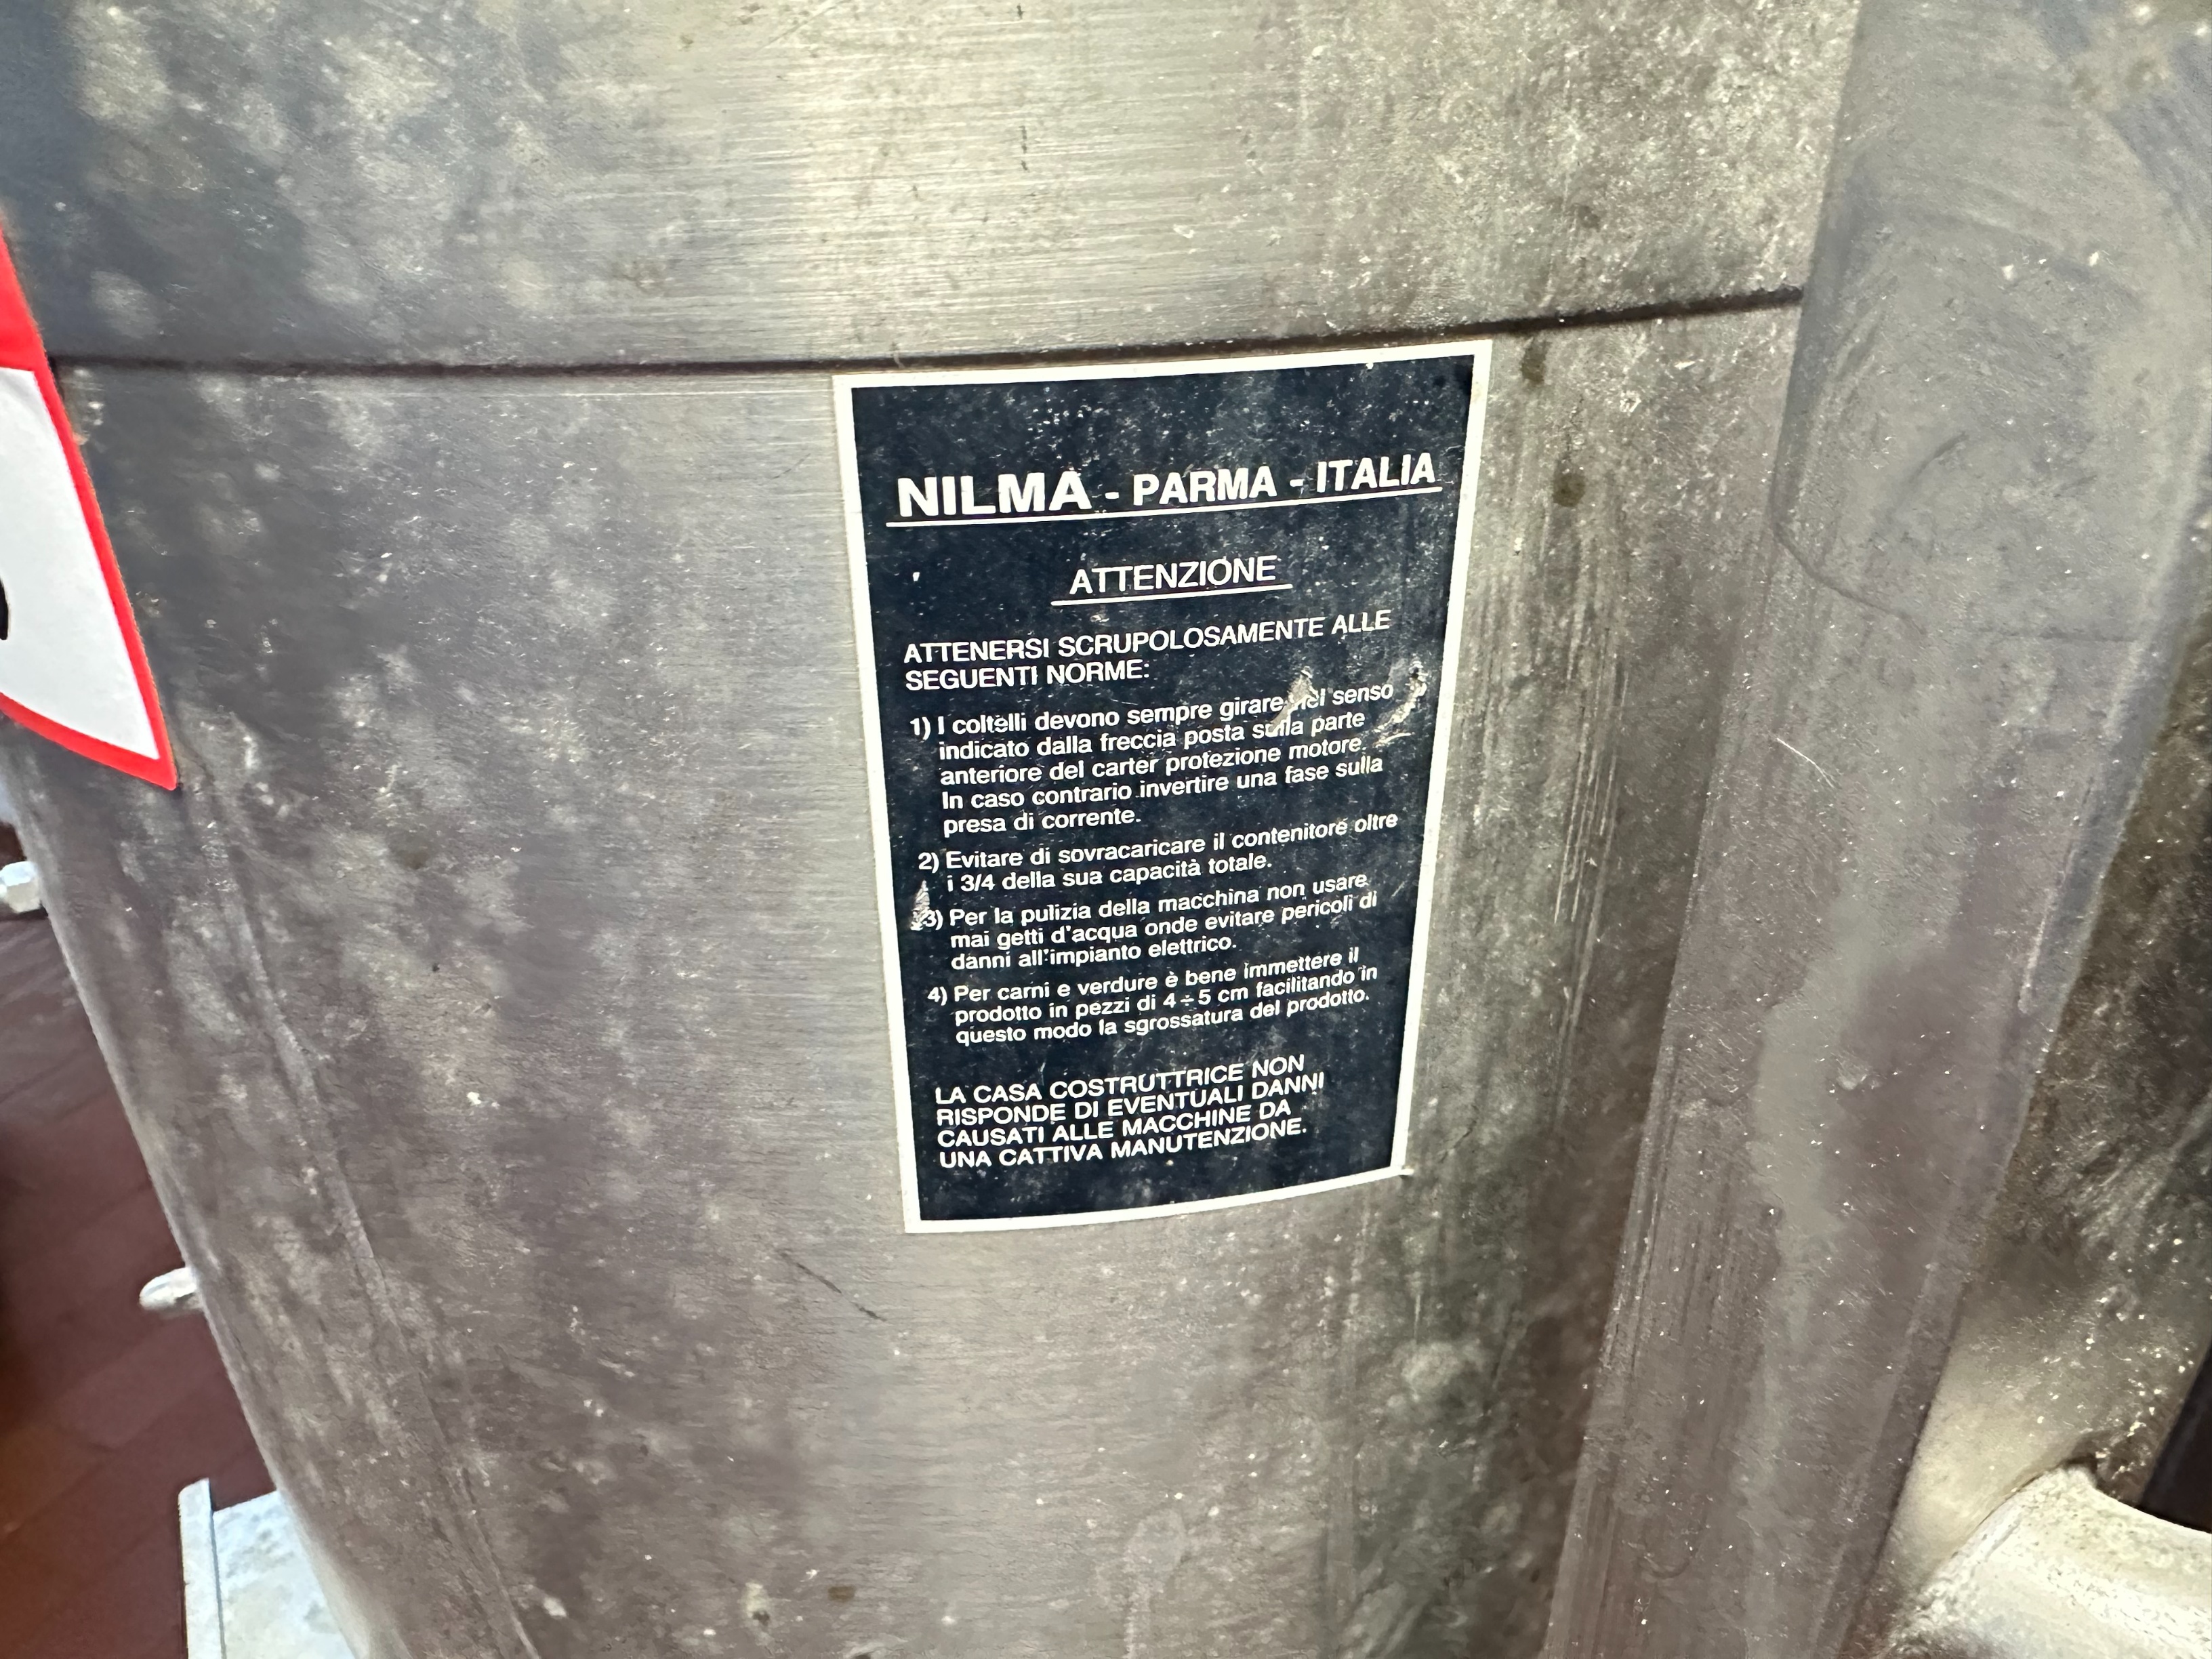 NILMA - PARMA - ITALIA
ATTENZIONE
ATTENERSI SCRUPOLOSAMENTE ALLE
SEGUENTI NORME:
1) I coltelli devono sempre girare nel senso
indicato dalla freccia posta sulla parte
anteriore del carter protezione motore.
In caso contrario invertire una fase sulla
presa di corrente.
2) Evitare di sovracaricare il contenitore oltre
i 3/4 della sua capacità totale.
3) Per la pulizia della macchina non usare
mai getti d'acqua onde evitare pericoli di
danni all'impianto elettrico.
4) Per carni e verdure è bene immettere il
prodotto in pezzi di 4÷5 cm facilitando in
questo modo la sgrossatura del prodotto.
LA CASA COSTRUTTRICE NON
RISPONDE DI EVENTUALI DANNI
CAUSATI ALLE MACCHINE DA
UNA CATTIVA MANUTENZIONE.